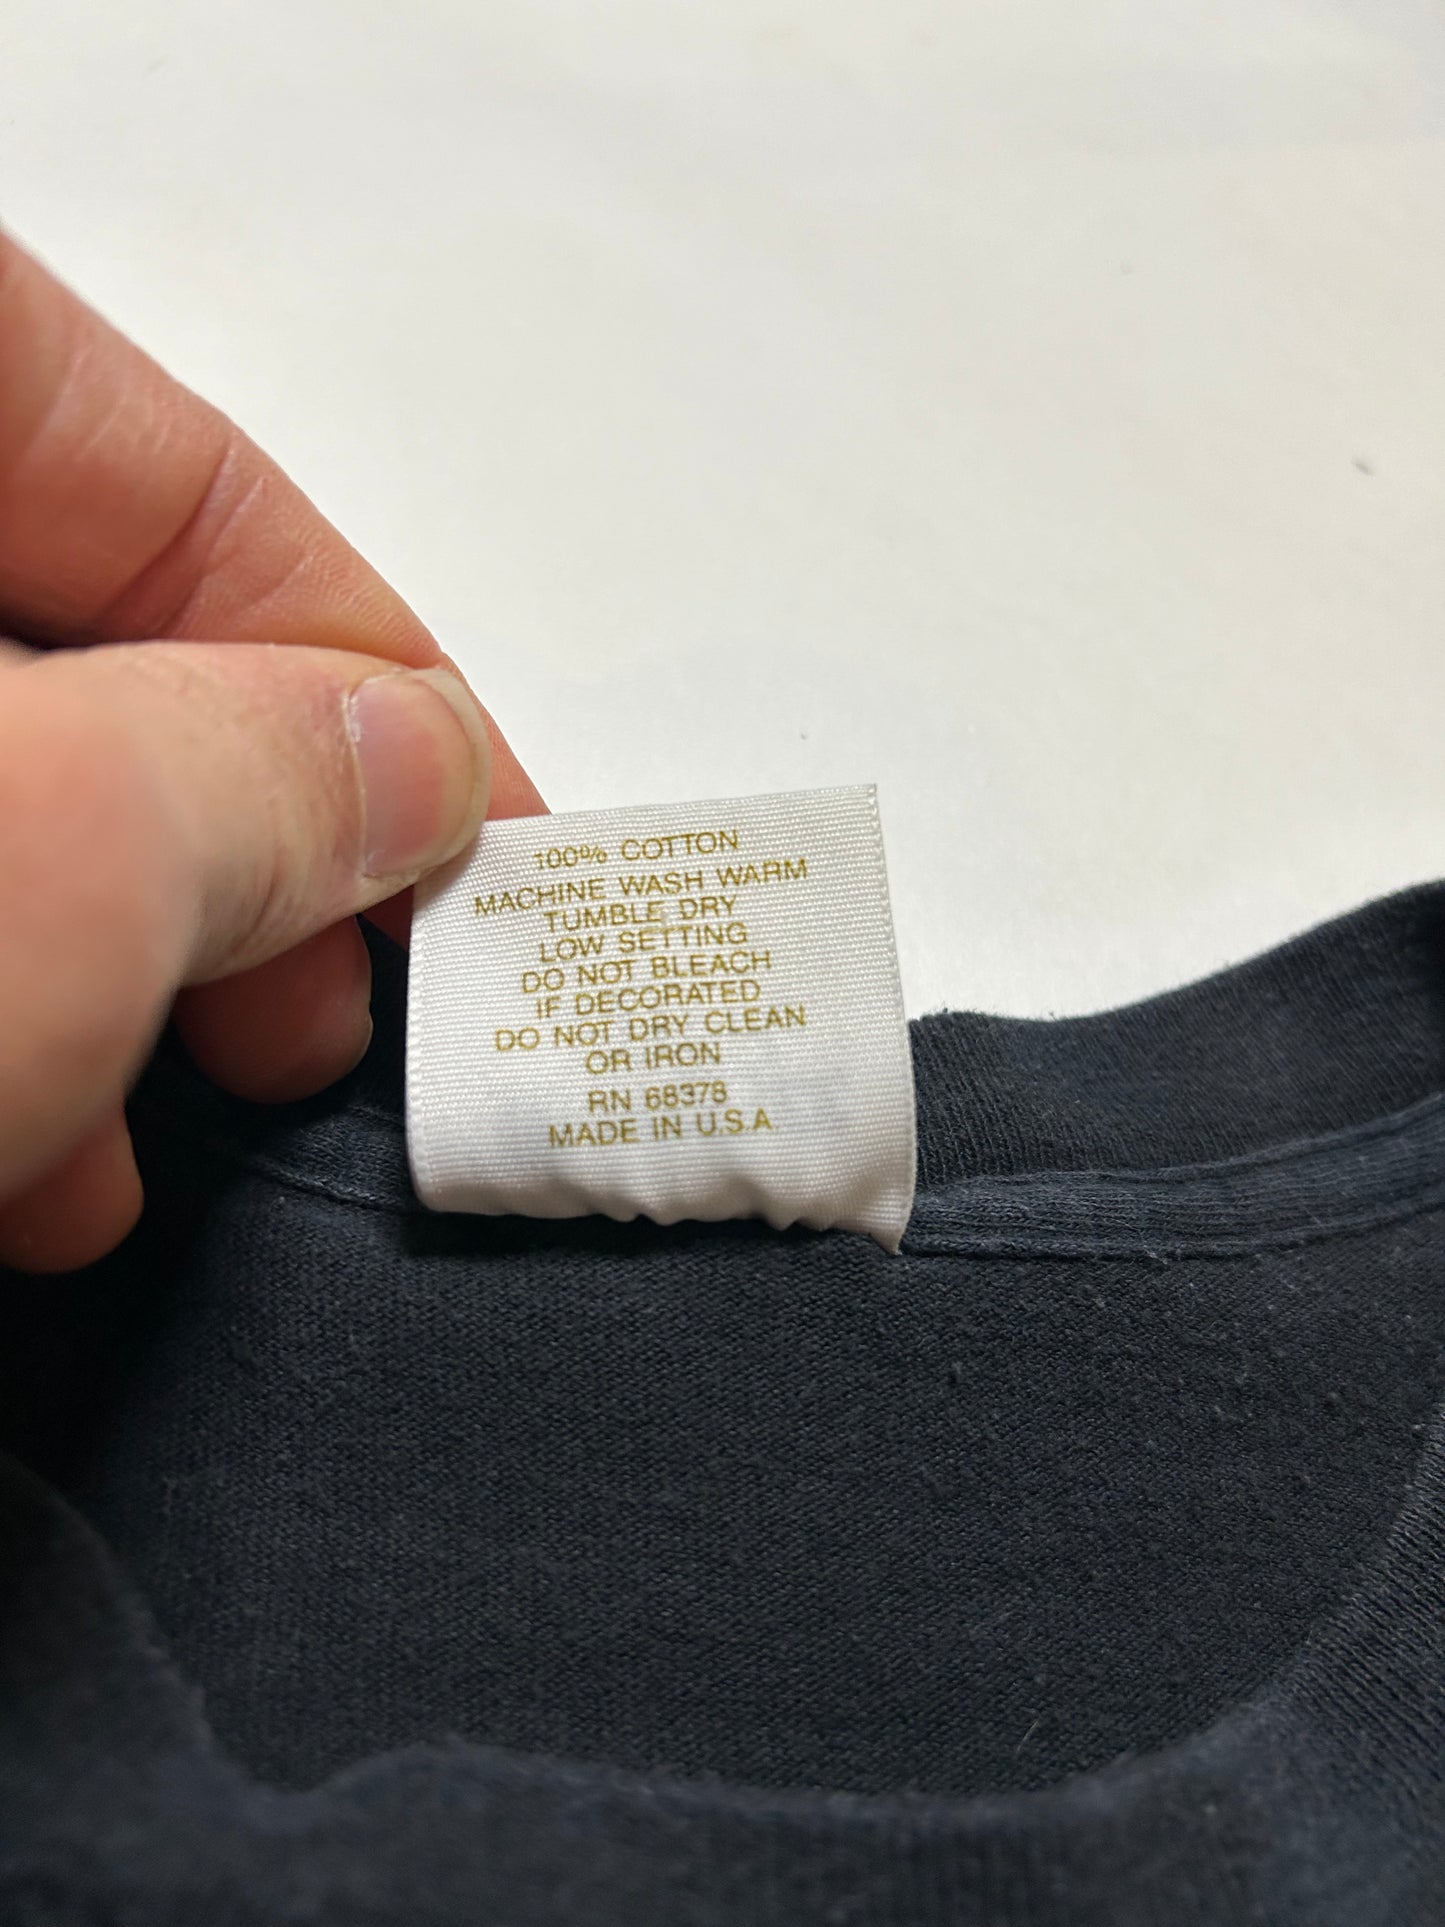 100% COTTON
MACHINE WASH WARM
TUMBLE DRY
LOW SETTING
DO NOT BLEACH
IF DECORATED
DO NOT DRY CLEAN
OR IRON
RN 68378
MADE IN U.S.A.